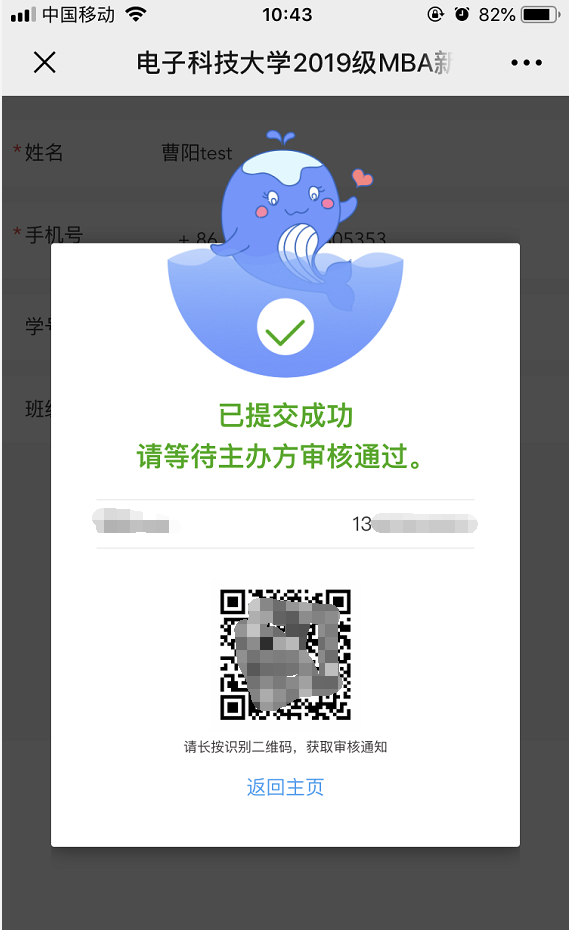 中国移动 10:43 82%
电子科技大学2019级MBA新
*姓名 曹阳test
*手机号 +86 05353
学号
班级
已提交成功
请等待主办方审核通过。
13
请长按识别二维码，获取审核通知
返回主页